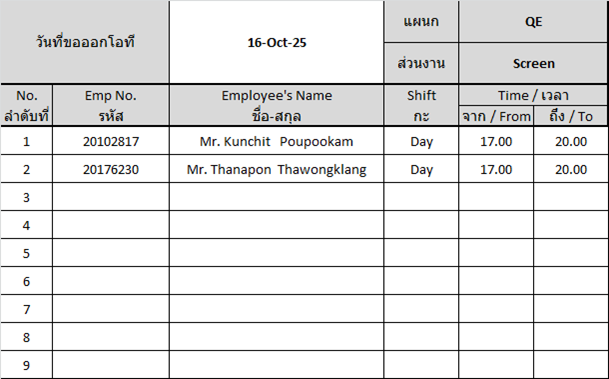 วันที่ขอออกโอที 16-Oct-25 แผนก QE
ส่วนงาน Screen
No. Emp No. Employee's Name Shift Time / เวลา
ลำดับที่ รหัส ชื่อ-สกุล กะ จาก / From ถึง / To
1 20102817 Mr. Kunchit Poupookam Day 17.00 20.00
2 20176230 Mr. Thanapon Thawongklang Day 17.00 20.00
3
4
5
6
7
8
9